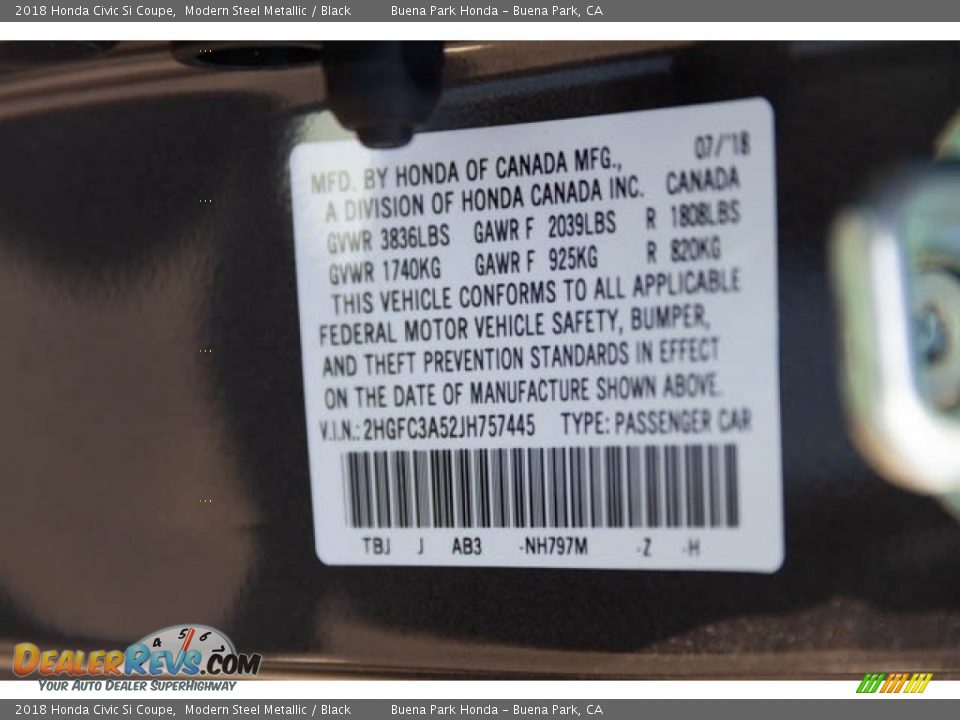 2018 Honda Civic Si Coupe, Modern Steel Metallic / Black Buena Park Honda – Buena Park, CA
07/'18
MFD. BY HONDA OF CANADA MFG.,
A DIVISION OF HONDA CANADA INC. CANADA
GVWR 3836LBS GAWR F 2039LBS R 1808LBS
GVWR 1740KG GAWR F 925KG R 820KG
THIS VEHICLE CONFORMS TO ALL APPLICABLE
FEDERAL MOTOR VEHICLE SAFETY, BUMPER,
AND THEFT PREVENTION STANDARDS IN EFFECT
ON THE DATE OF MANUFACTURE SHOWN ABOVE.
V.I.N.: 2HGFC3A52JH757445 TYPE: PASSENGER CAR
TBJ J AB3 -NH797M -Z -H
4 5 6 7
DEALERREVS.COM
YOUR AUTO DEALER SUPERHIGHWAY
2018 Honda Civic Si Coupe, Modern Steel Metallic / Black Buena Park Honda – Buena Park, CA